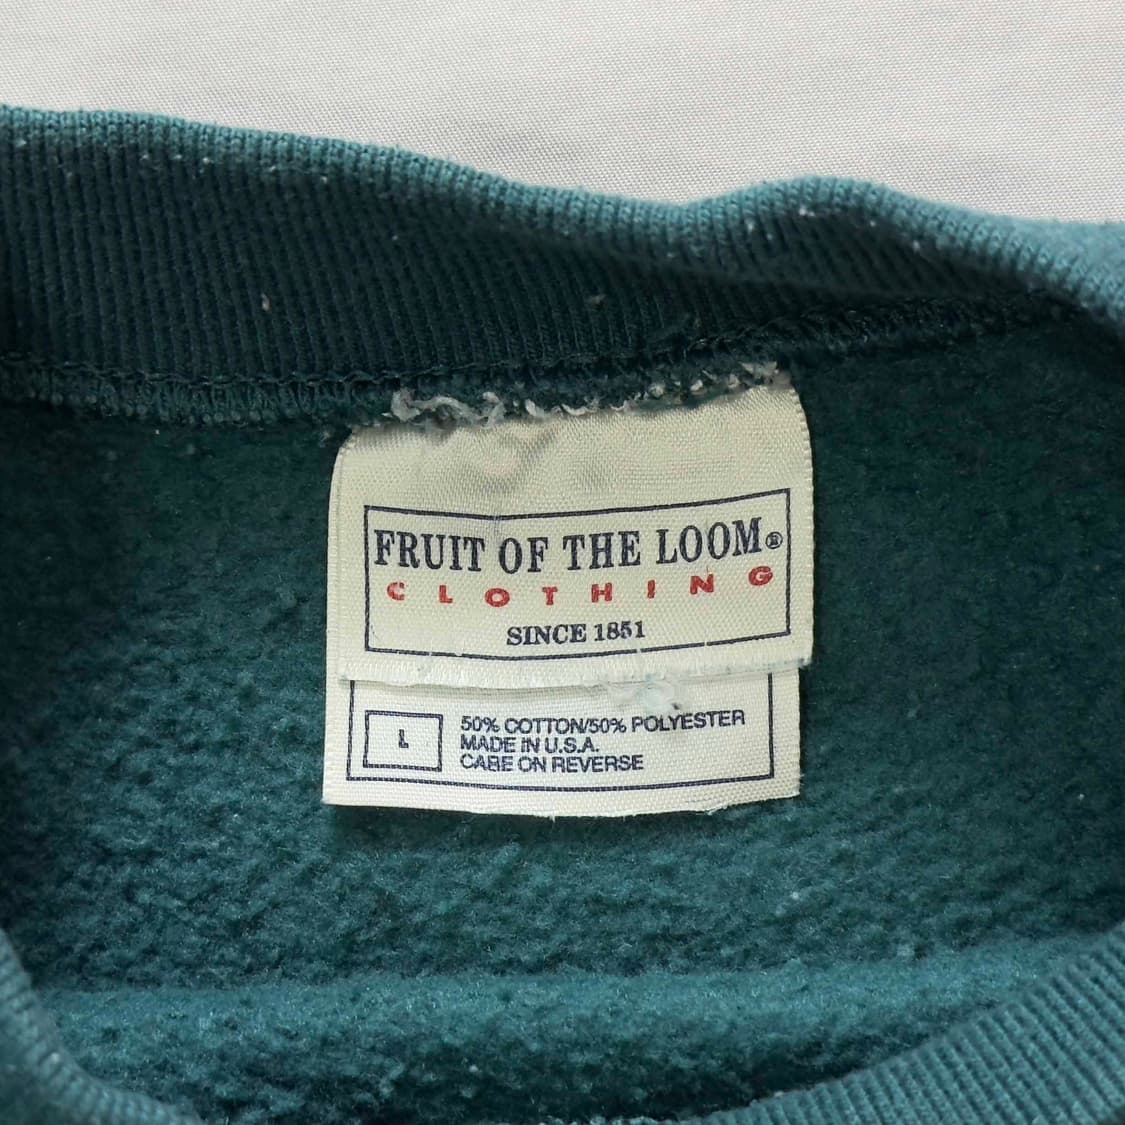 FRUIT OF THE LOOM®
CLOTHING
SINCE 1851
L
50% COTTON/50% POLYESTER
MADE IN U.S.A.
CARE ON REVERSE